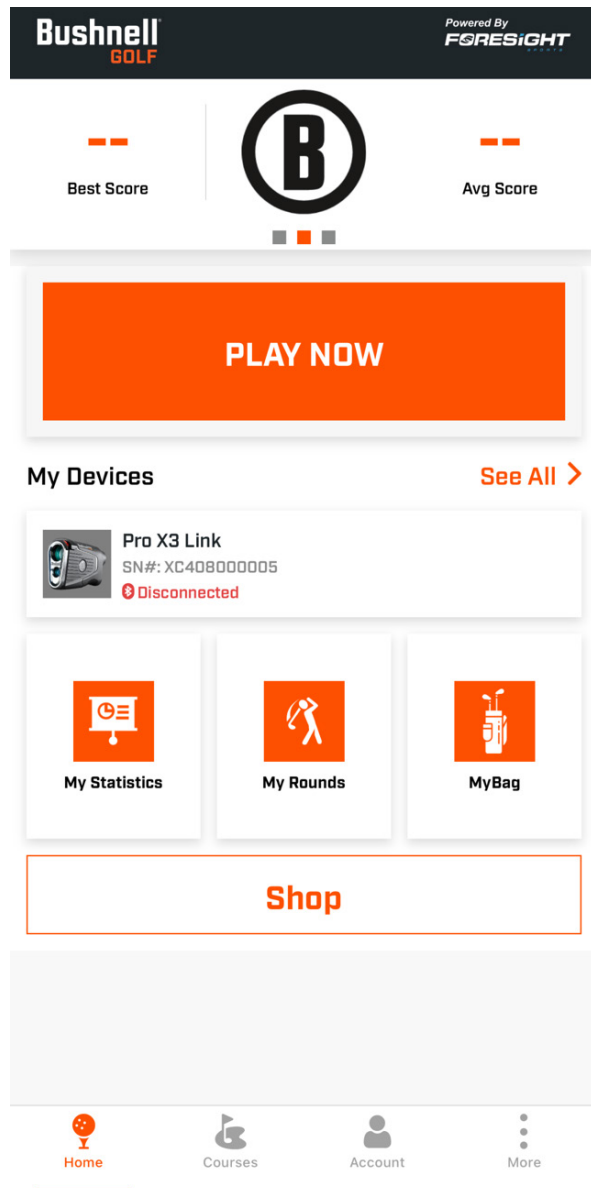 Bushnell
GOLF
Powered By
FORESiGHT
SPORTS
--
Best Score
B
--
Avg Score
PLAY NOW
My Devices
See All
Pro X3 Link
SN#: XC408000005
Disconnected
My Statistics
My Rounds
MyBag
Shop
Home
Courses
Account
More